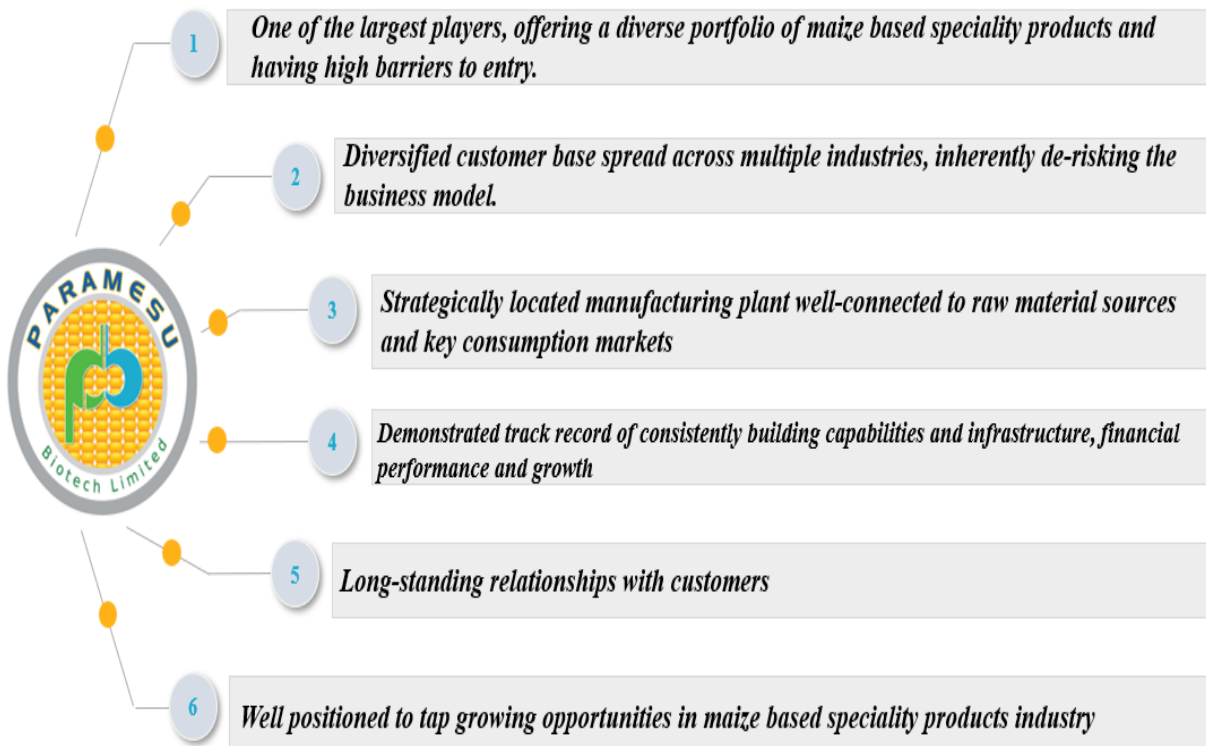 1
One of the largest players, offering a diverse portfolio of maize based speciality products and
having high barriers to entry.
2
Diversified customer base spread across multiple industries, inherently de-risking the
business model.
PARAMESU
Biotech Limited
3
Strategically located manufacturing plant well-connected to raw material sources
and key consumption markets
4
Demonstrated track record of consistently building capabilities and infrastructure, financial
performance and growth
5
Long-standing relationships with customers
6
Well positioned to tap growing opportunities in maize based speciality products industry